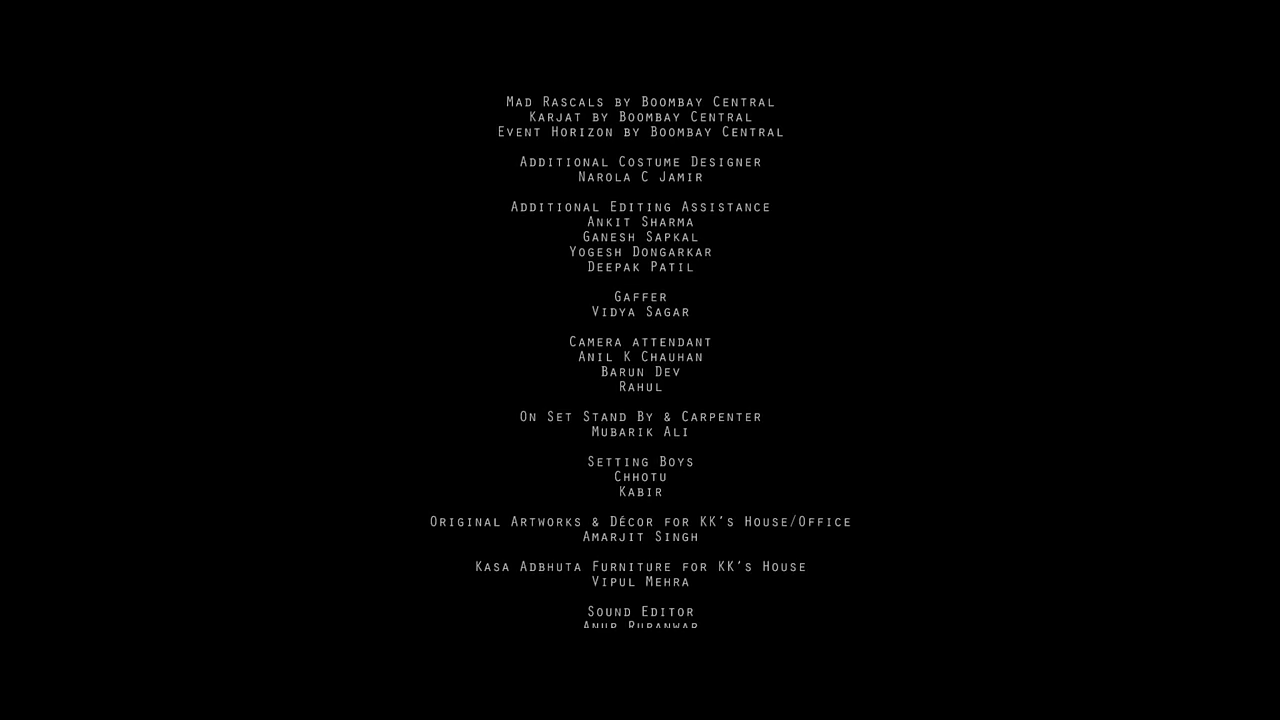 Mad Rascals by Boombay Central
Karjat by Boombay Central
Event Horizon by Boombay Central
Additional Costume Designer
Narola C Jamir
Additional Editing Assistance
Ankit Sharma
Ganesh Sapkal
Yogesh Dongarkar
Deepak Patil
Gaffer
Vidya Sagar
Camera attendant
Anil K Chauhan
Barun Dev
Rahul
On Set Stand By & Carpenter
Mubarik Ali
Setting Boys
Chhotu
Kabir
Original Artworks & Décor for KK's House/Office
Amarjit Singh
Kasa Adbhuta Furniture for KK's House
Vipul Mehra
Sound Editor